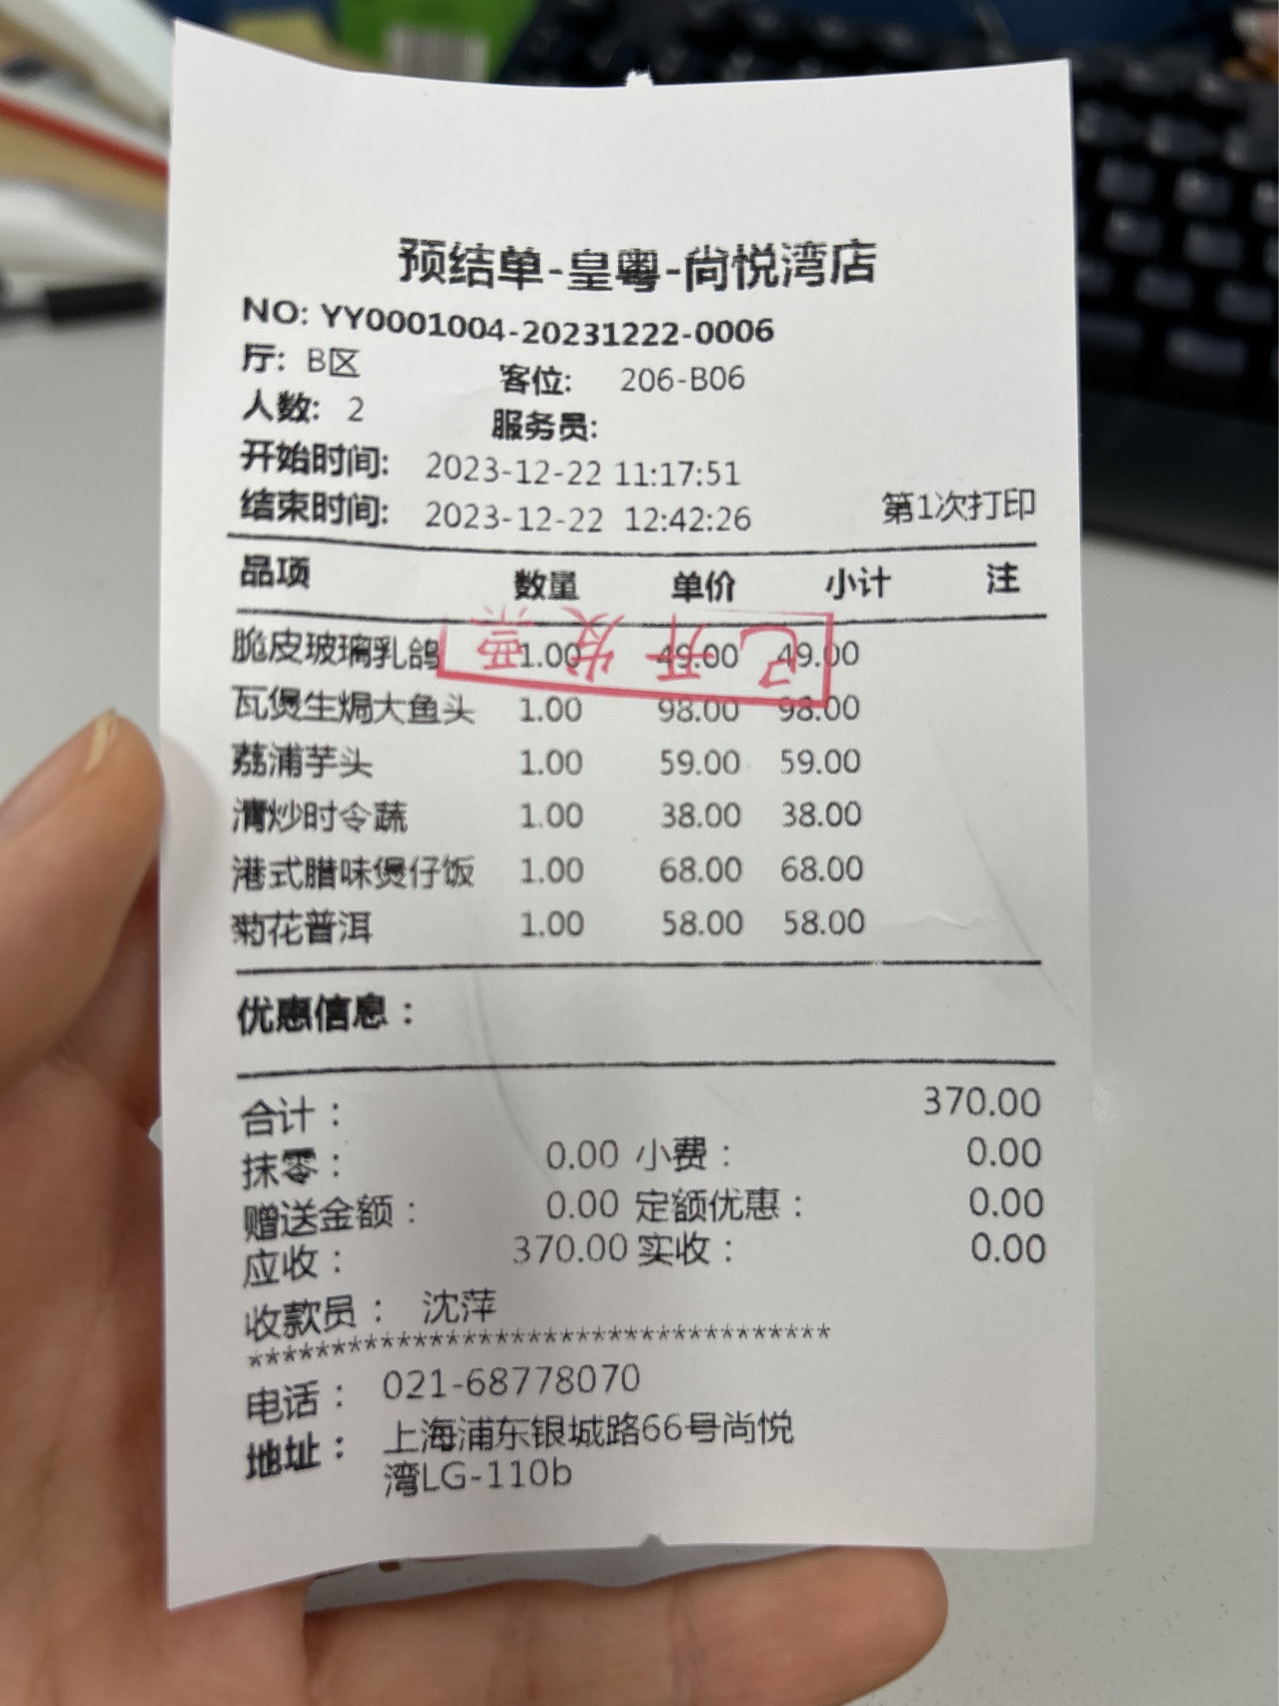 预结单-皇粤-尚悦湾店
NO: YY0001004-20231222-0006
厅: B区 客位: 206-B06
人数: 2 服务员:
开始时间: 2023-12-22 11:17:51
结束时间: 2023-12-22 12:42:26 第1次打印
品项 数量 单价 小计 注
已开发票
脆皮玻璃乳鸽 1.00 49.00 49.00
瓦煲生焗大鱼头 1.00 98.00 98.00
荔浦芋头 1.00 59.00 59.00
清炒时令蔬 1.00 38.00 38.00
港式腊味煲仔饭 1.00 68.00 68.00
菊花普洱 1.00 58.00 58.00
优惠信息：
合计： 370.00
抹零： 0.00 小费： 0.00
赠送金额： 0.00 定额优惠： 0.00
应收： 370.00 实收： 0.00
收款员： 沈萍
****************************************
电话： 021-68778070
地址： 上海浦东银城路66号尚悦
湾LG-110b